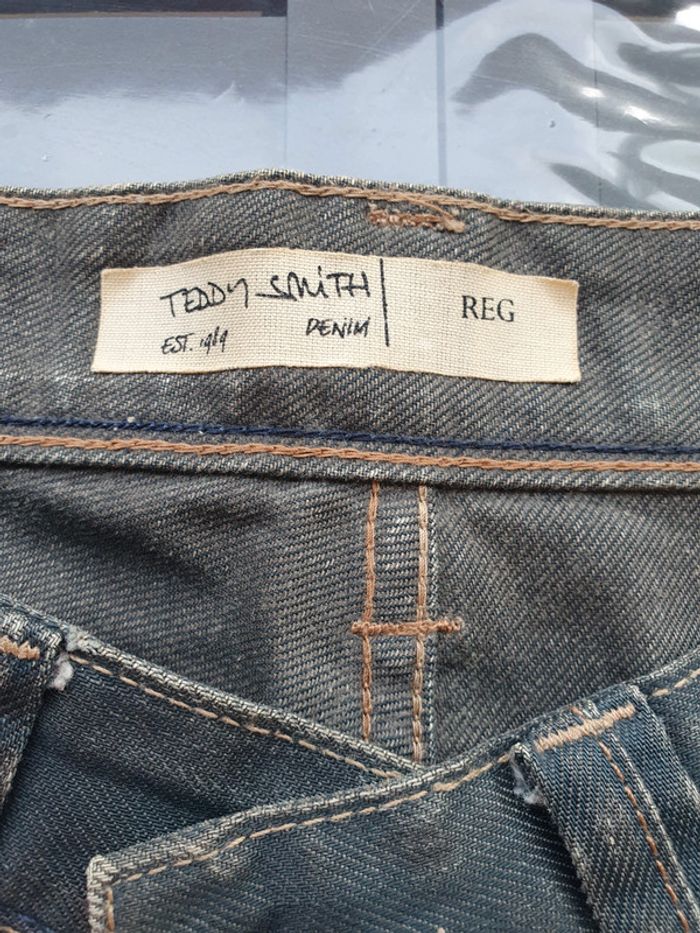 TEDDY SMITH
EST. 1989
DENIM
REG